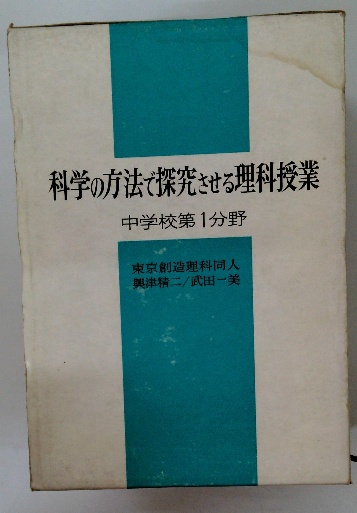 科学の方法で探究させる理科授業
中学校第1分野
東京創造理科同人
興津精二/武田一美